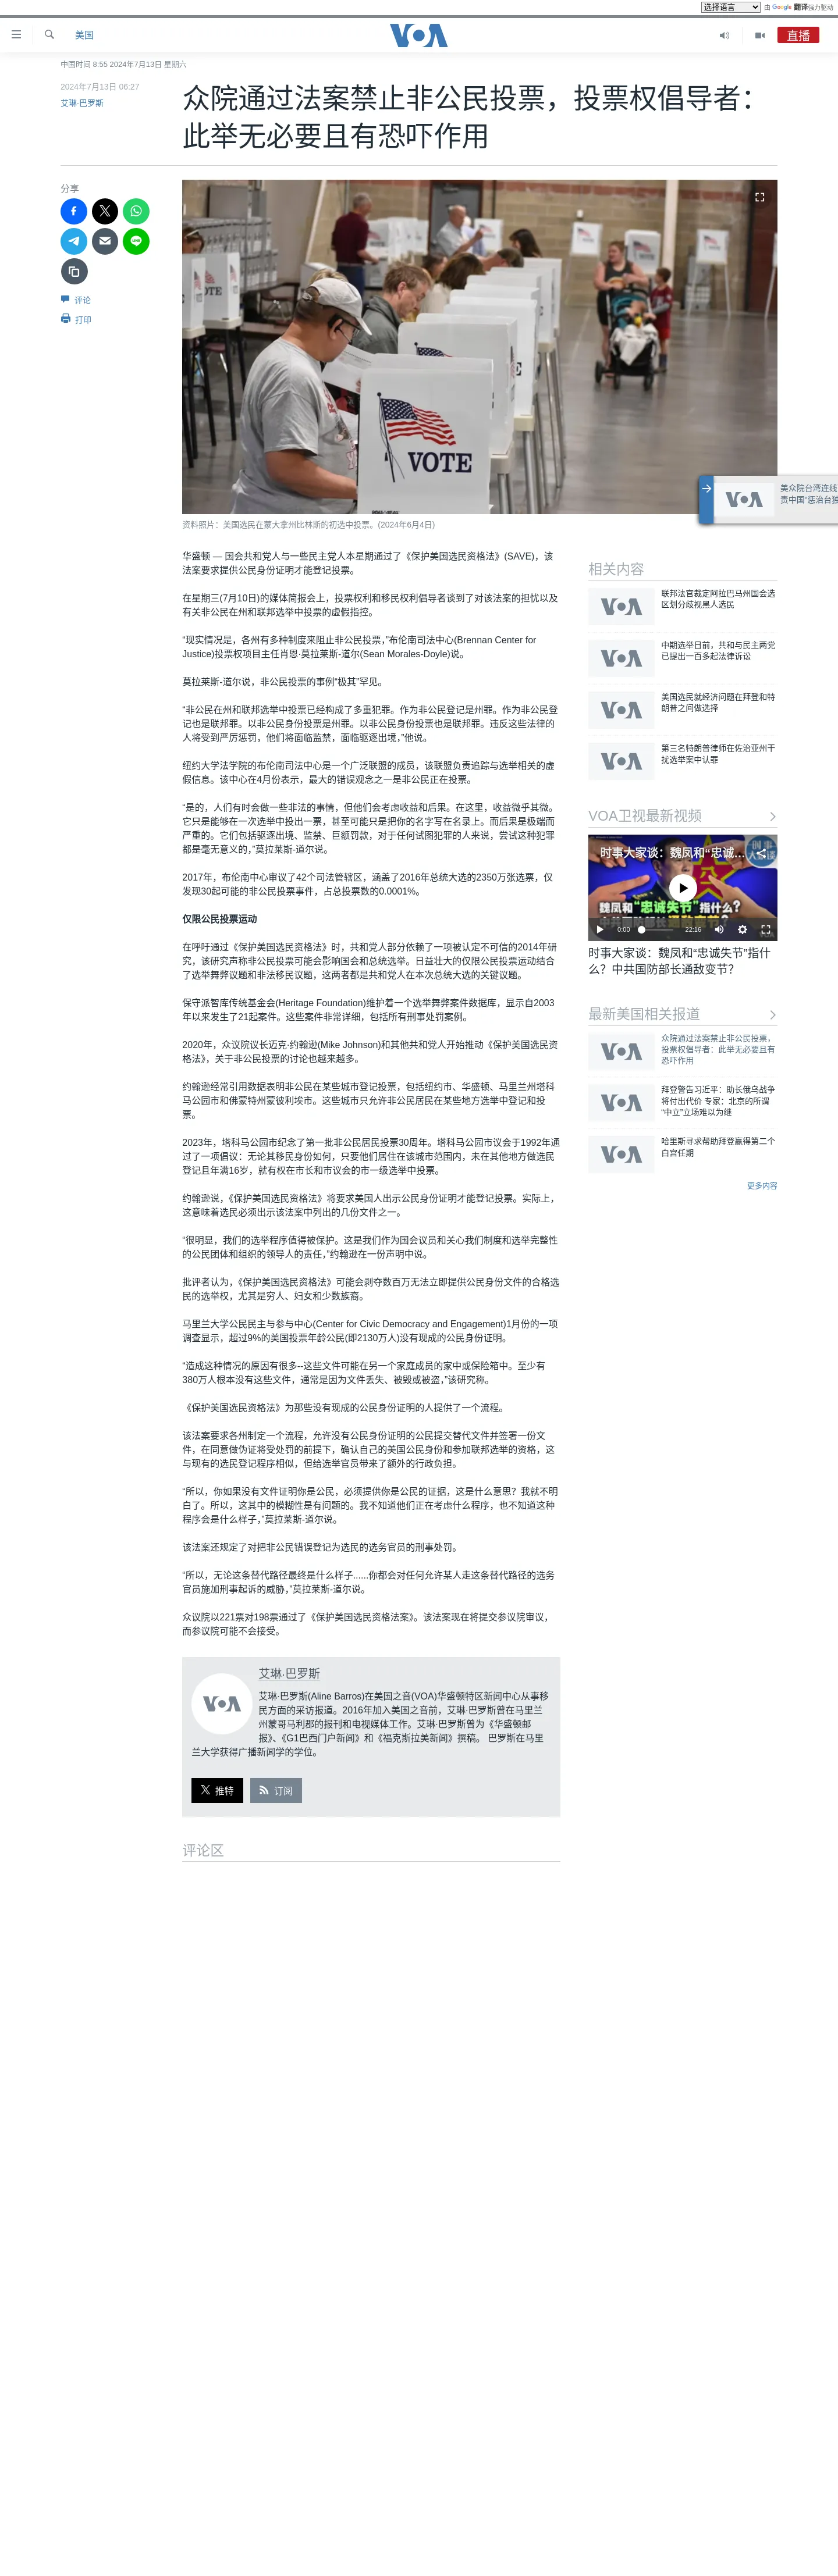 选择语言
由 Google 翻译强力驱动
美国
VOA
直播
中国时间 8:55 2024年7月13日 星期六
2024年7月13日 06:27
艾琳·巴罗斯
众院通过法案禁止非公民投票，投票权倡导者：
此举无必要且有恐吓作用
分享
评论
打印
VOTE
资料照片：美国选民在蒙大拿州比林斯的初选中投票。(2024年6月4日)
VOA
美众院台湾连线
责中国“惩治台独
华盛顿 — 国会共和党人与一些民主党人本星期通过了《保护美国选民资格法》(SAVE)，该
法案要求提供公民身份证明才能登记投票。
在星期三(7月10日)的媒体简报会上，投票权利和移民权利倡导者谈到了对该法案的担忧以及
有关非公民在州和联邦选举中投票的虚假指控。
“现实情况是，各州有多种制度来阻止非公民投票，”布伦南司法中心(Brennan Center for
Justice)投票权项目主任肖恩·莫拉莱斯-道尔(Sean Morales-Doyle)说。
莫拉莱斯-道尔说，非公民投票的事例“极其”罕见。
“非公民在州和联邦选举中投票已经构成了多重犯罪。作为非公民登记是州罪。作为非公民登
记也是联邦罪。以非公民身份投票是州罪。以非公民身份投票也是联邦罪。违反这些法律的
人将受到严厉惩罚，他们将面临监禁，面临驱逐出境，”他说。
纽约大学法学院的布伦南司法中心是一个广泛联盟的成员，该联盟负责追踪与选举相关的虚
假信息。该中心在4月份表示，最大的错误观念之一是非公民正在投票。
“是的，人们有时会做一些非法的事情，但他们会考虑收益和后果。在这里，收益微乎其微。
它只是能够在一次选举中投出一票，甚至可能只是把你的名字写在名录上。而后果是极端而
严重的。它们包括驱逐出境、监禁、巨额罚款，对于任何试图犯罪的人来说，尝试这种犯罪
都是毫无意义的，”莫拉莱斯-道尔说。
2017年，布伦南中心审议了42个司法管辖区，涵盖了2016年总统大选的2350万张选票，仅
发现30起可能的非公民投票事件，占总投票数的0.0001%。
仅限公民投票运动
在呼吁通过《保护美国选民资格法》时，共和党人部分依赖了一项被认定不可信的2014年研
究，该研究声称非公民投票可能会影响国会和总统选举。日益壮大的仅限公民投票运动结合
了选举舞弊议题和非法移民议题，这两者都是共和党人在本次总统大选的关键议题。
保守派智库传统基金会(Heritage Foundation)维护着一个选举舞弊案件数据库，显示自2003
年以来发生了21起案件。这些案件非常详细，包括所有刑事处罚案例。
2020年，众议院议长迈克·约翰逊(Mike Johnson)和其他共和党人开始推动《保护美国选民资
格法》，关于非公民投票的讨论也越来越多。
约翰逊经常引用数据表明非公民在某些城市登记投票，包括纽约市、华盛顿、马里兰州塔科
马公园市和佛蒙特州蒙彼利埃市。这些城市只允许非公民居民在某些地方选举中登记和投
票。
2023年，塔科马公园市纪念了第一批非公民居民投票30周年。塔科马公园市议会于1992年通
过了一项倡议：无论其移民身份如何，只要他们居住在该城市范围内，未在其他地方做选民
登记且年满16岁，就有权在市长和市议会的市一级选举中投票。
约翰逊说，《保护美国选民资格法》将要求美国人出示公民身份证明才能登记投票。实际上，
这意味着选民必须出示该法案中列出的几份文件之一。
“很明显，我们的选举程序值得被保护。这是我们作为国会议员和关心我们制度和选举完整性
的公民团体和组织的领导人的责任，”约翰逊在一份声明中说。
批评者认为，《保护美国选民资格法》可能会剥夺数百万无法立即提供公民身份文件的合格选
民的选举权，尤其是穷人、妇女和少数族裔。
马里兰大学公民民主与参与中心(Center for Civic Democracy and Engagement)1月份的一项
调查显示，超过9%的美国投票年龄公民(即2130万人)没有现成的公民身份证明。
“造成这种情况的原因有很多--这些文件可能在另一个家庭成员的家中或保险箱中。至少有
380万人根本没有这些文件，通常是因为文件丢失、被毁或被盗，”该研究称。
《保护美国选民资格法》为那些没有现成的公民身份证明的人提供了一个流程。
该法案要求各州制定一个流程，允许没有公民身份证明的公民提交替代文件并签署一份文
件，在同意做伪证将受处罚的前提下，确认自己的美国公民身份和参加联邦选举的资格，这
与现有的选民登记程序相似，但给选举官员带来了额外的行政负担。
“所以，你如果没有文件证明你是公民，必须提供你是公民的证据，这是什么意思？我就不明
白了。所以，这其中的模糊性是有问题的。我不知道他们正在考虑什么程序，也不知道这种
程序会是什么样子，”莫拉莱斯-道尔说。
该法案还规定了对把非公民错误登记为选民的选务官员的刑事处罚。
“所以，无论这条替代路径最终是什么样子......你都会对任何允许某人走这条替代路径的选务
官员施加刑事起诉的威胁，”莫拉莱斯-道尔说。
众议院以221票对198票通过了《保护美国选民资格法案》。该法案现在将提交参议院审议，
而参议院可能不会接受。
相关内容
VOA
联邦法官裁定阿拉巴马州国会选
区划分歧视黑人选民
VOA
中期选举日前，共和与民主两党
已提出一百多起法律诉讼
VOA
美国选民就经济问题在拜登和特
朗普之间做选择
VOA
第三名特朗普律师在佐治亚州干
扰选举案中认罪
VOA卫视最新视频
时事大家谈：魏凤和“忠诚...
魏凤和“忠诚失节”指什么？
0:00
22:16
时事大家谈：魏凤和“忠诚失节”指什
么？中共国防部长通敌变节？
最新美国相关报道
VOA
众院通过法案禁止非公民投票，
投票权倡导者：此举无必要且有
恐吓作用
VOA
拜登警告习近平：助长俄乌战争
将付出代价 专家：北京的所谓
“中立”立场难以为继
VOA
哈里斯寻求帮助拜登赢得第二个
白宫任期
更多内容
VOA
艾琳·巴罗斯
艾琳·巴罗斯(Aline Barros)在美国之音(VOA)华盛顿特区新闻中心从事移
民方面的采访报道。2016年加入美国之音前，艾琳·巴罗斯曾在马里兰
州蒙哥马利郡的报刊和电视媒体工作。艾琳·巴罗斯曾为《华盛顿邮
报》、《G1巴西门户新闻》和《福克斯拉美新闻》撰稿。 巴罗斯在马里
兰大学获得广播新闻学的学位。
推特
订阅
评论区